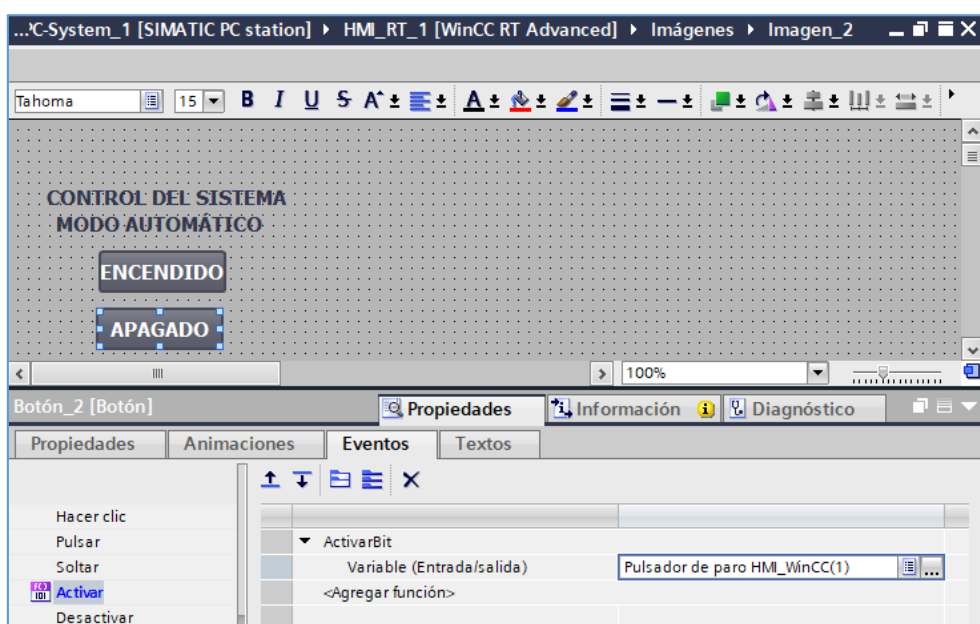 ...'C-System_1 [SIMATIC PC station] HMI_RT_1 [WinCC RT Advanced] Imágenes Imagen_2
Tahoma 15 B I U S A A
CONTROL DEL SISTEMA
MODO AUTOMÁTICO
ENCENDIDO
APAGADO
100%
Botón_2 [Botón] Propiedades Información Diagnóstico
Propiedades Animaciones Eventos Textos
Hacer clic
Pulsar ActivarBit
Soltar Variable (Entrada/salida) Pulsador de paro HMI_WinCC(1) ...
Activar <Agregar función>
Desactivar